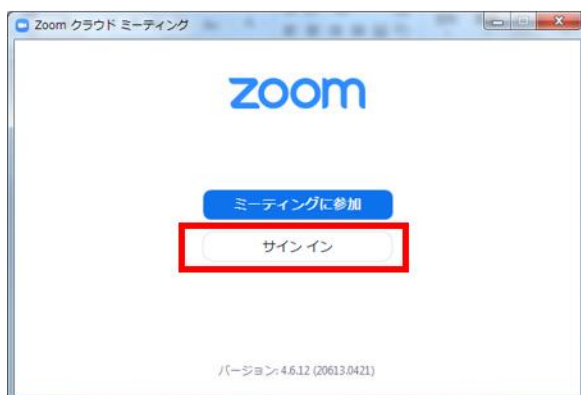 Zoom クラウド ミーティング
zoom
ミーティングに参加
サイン イン
バージョン: 4.6.12 (20613.0421)